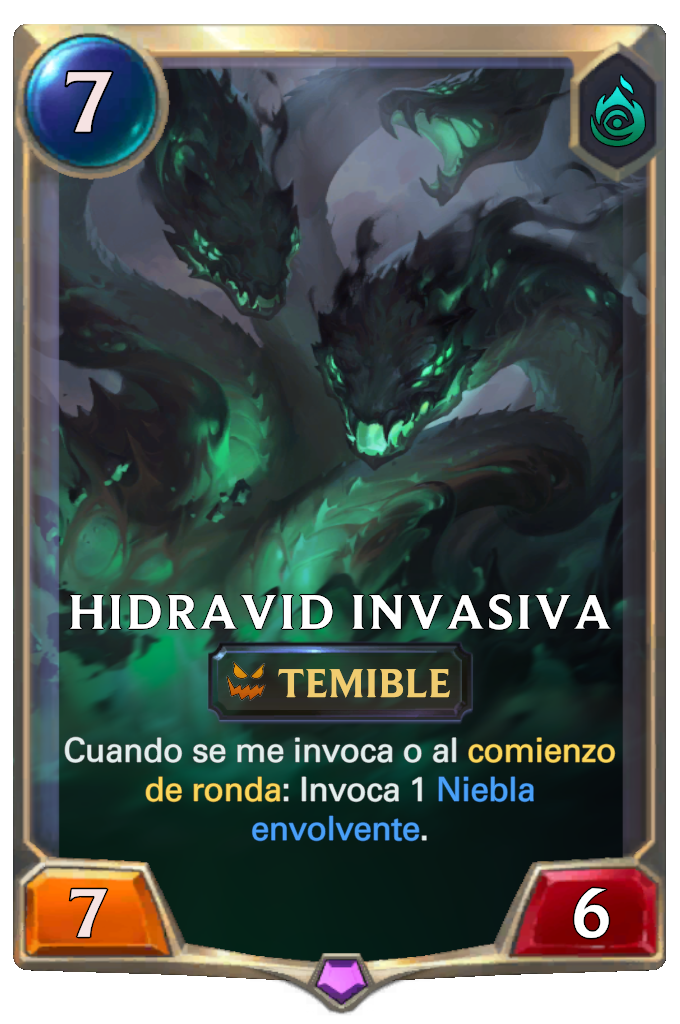 7
HIDRAVID INVASIVA
TEMIBLE
Cuando se me invoca o al comienzo
de ronda: Invoca 1 Niebla
envolvente.
7
6